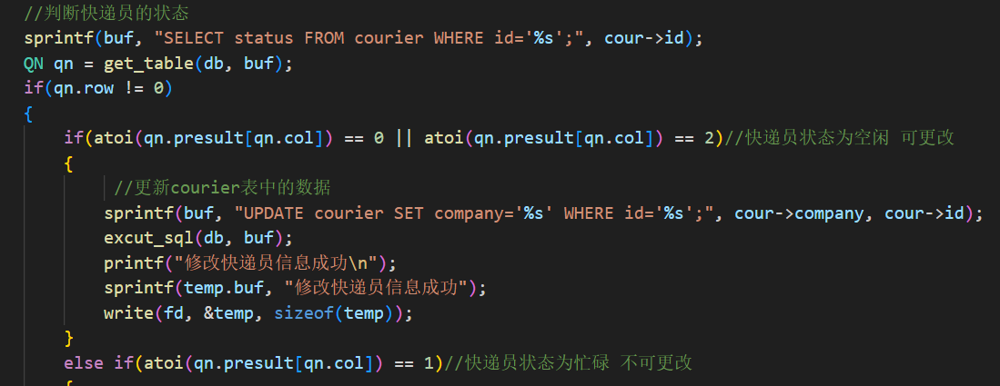 //判断快递员的状态
sprintf(buf, "SELECT status FROM courier WHERE id='%s';", cour->id);
QN qn = get_table(db, buf);
if(qn.row != 0)
{
    if(atoi(qn.presult[qn.col]) == 0 || atoi(qn.presult[qn.col]) == 2)//快递员状态为空闲 可更改
    {
         //更新courier表中的数据
        sprintf(buf, "UPDATE courier SET company='%s' WHERE id='%s';", cour->company, cour->id);
        excut_sql(db, buf);
        printf("修改快递员信息成功\n");
        sprintf(temp.buf, "修改快递员信息成功");
        write(fd, &temp, sizeof(temp));
    }
    else if(atoi(qn.presult[qn.col]) == 1)//快递员状态为忙碌 不可更改
    {